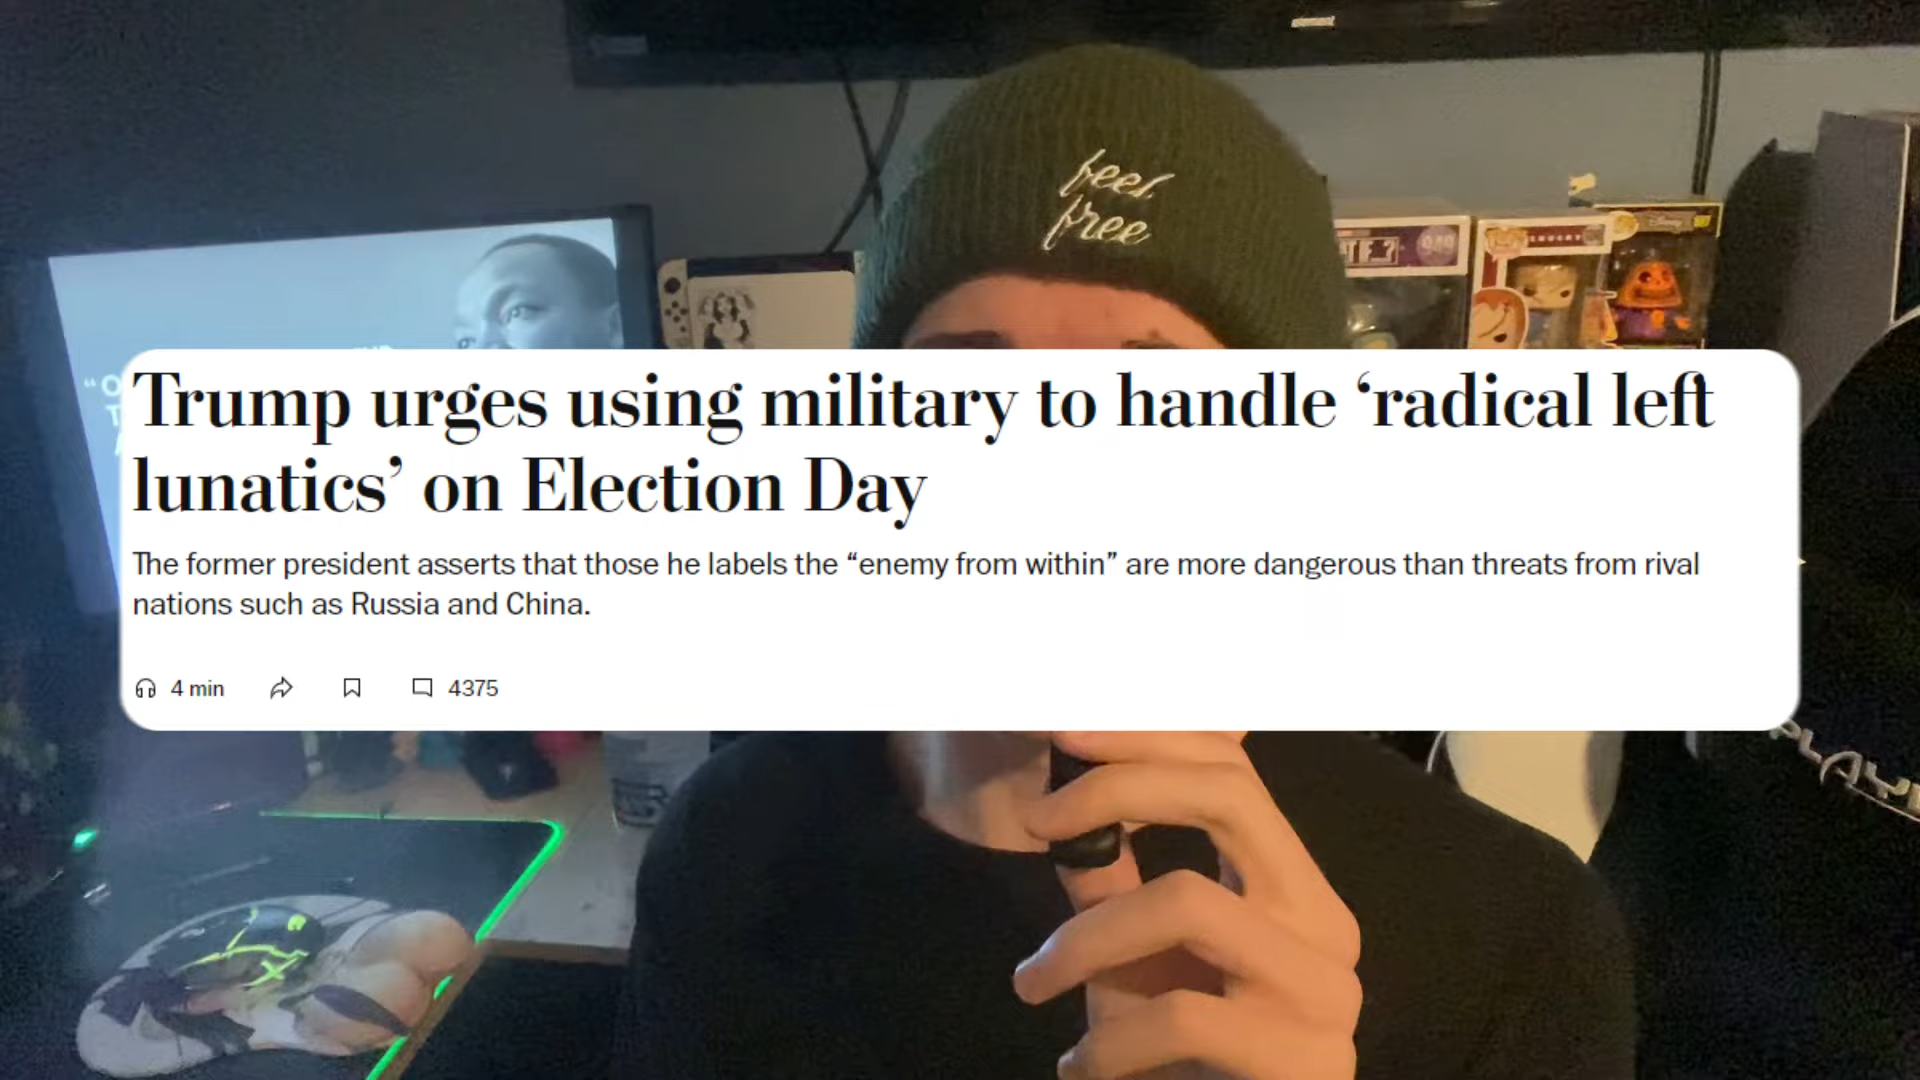 feel
free
“O
Trump urges using military to handle ‘radical left
lunatics’ on Election Day
The former president asserts that those he labels the “enemy from within” are more dangerous than threats from rival
nations such as Russia and China.
4 min
4375